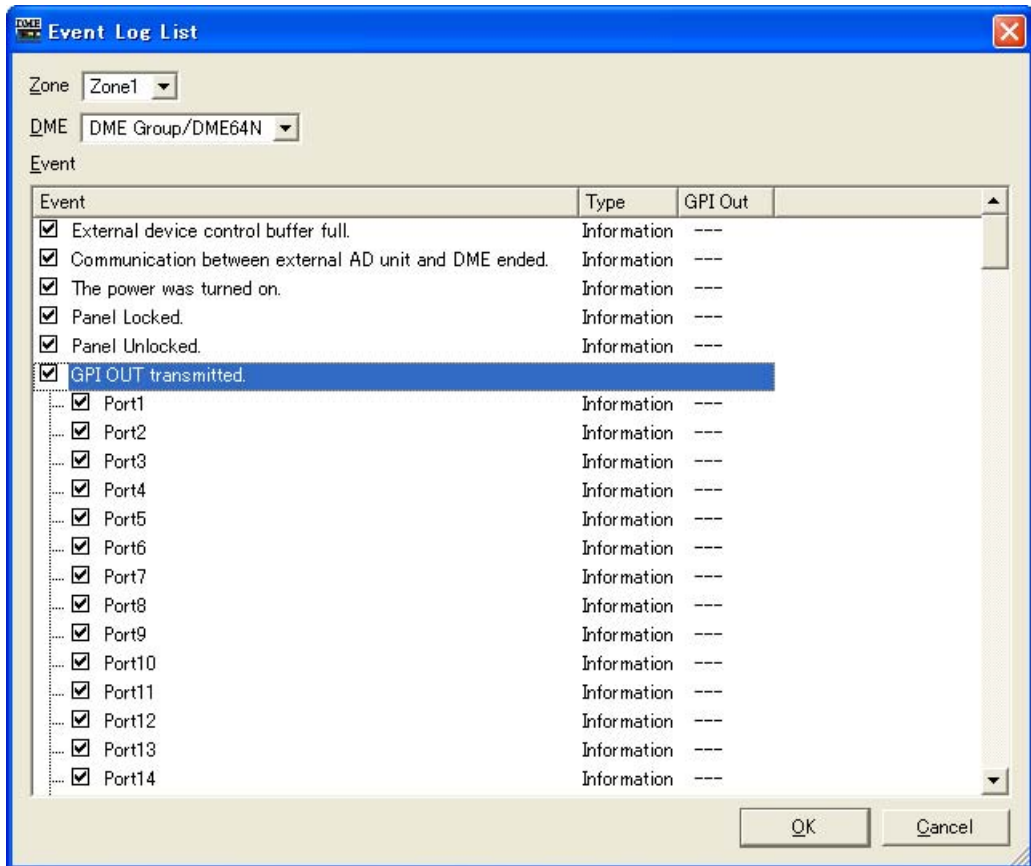 DME Event Log List
Zone Zone1
DME DME Group/DME64N
Event
Event Type GPI Out
External device control buffer full. Information ---
Communication between external AD unit and DME ended. Information ---
The power was turned on. Information ---
Panel Locked. Information ---
Panel Unlocked. Information ---
GPI OUT transmitted.
Port1 Information ---
Port2 Information ---
Port3 Information ---
Port4 Information ---
Port5 Information ---
Port6 Information ---
Port7 Information ---
Port8 Information ---
Port9 Information ---
Port10 Information ---
Port11 Information ---
Port12 Information ---
Port13 Information ---
Port14 Information ---
OK Cancel